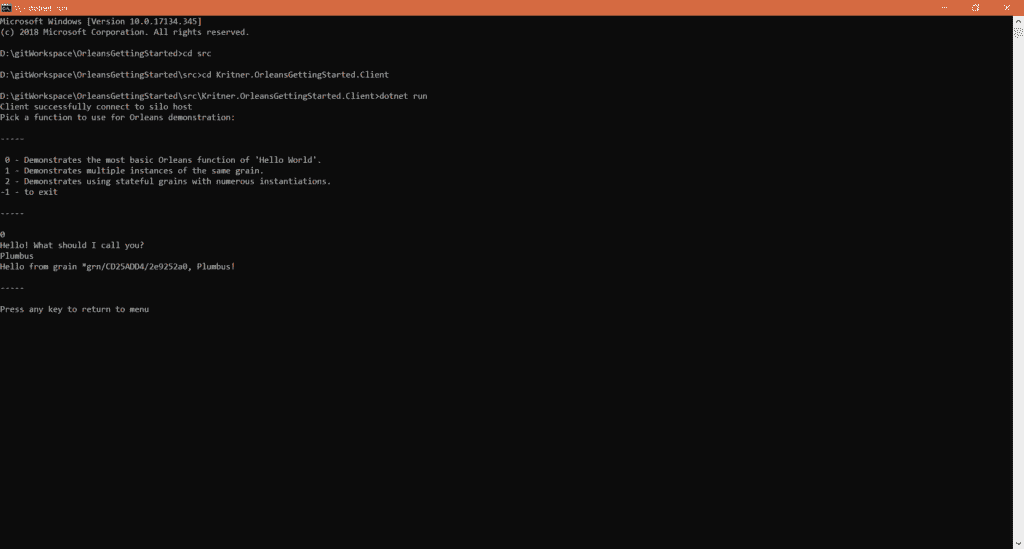 dotnet run
Microsoft Windows [Version 10.0.17134.345]
(c) 2018 Microsoft Corporation. All rights reserved.
D:\gitWorkspace\OrleansGettingStarted>cd src
D:\gitWorkspace\OrleansGettingStarted\src>cd Kritner.OrleansGettingStarted.Client
D:\gitWorkspace\OrleansGettingStarted\src\Kritner.OrleansGettingStarted.Client>dotnet run
Client successfully connect to silo host
Pick a function to use for Orleans demonstration:
-----
0 - Demonstrates the most basic Orleans function of 'Hello World'.
1 - Demonstrates multiple instances of the same grain.
2 - Demonstrates using stateful grains with numerous instantiations.
-1 - to exit
-----
0
Hello! What should I call you?
Plumbus
Hello from grain *grn/CD25ADD4/2e9252a0, Plumbus!
-----
Press any key to return to menu